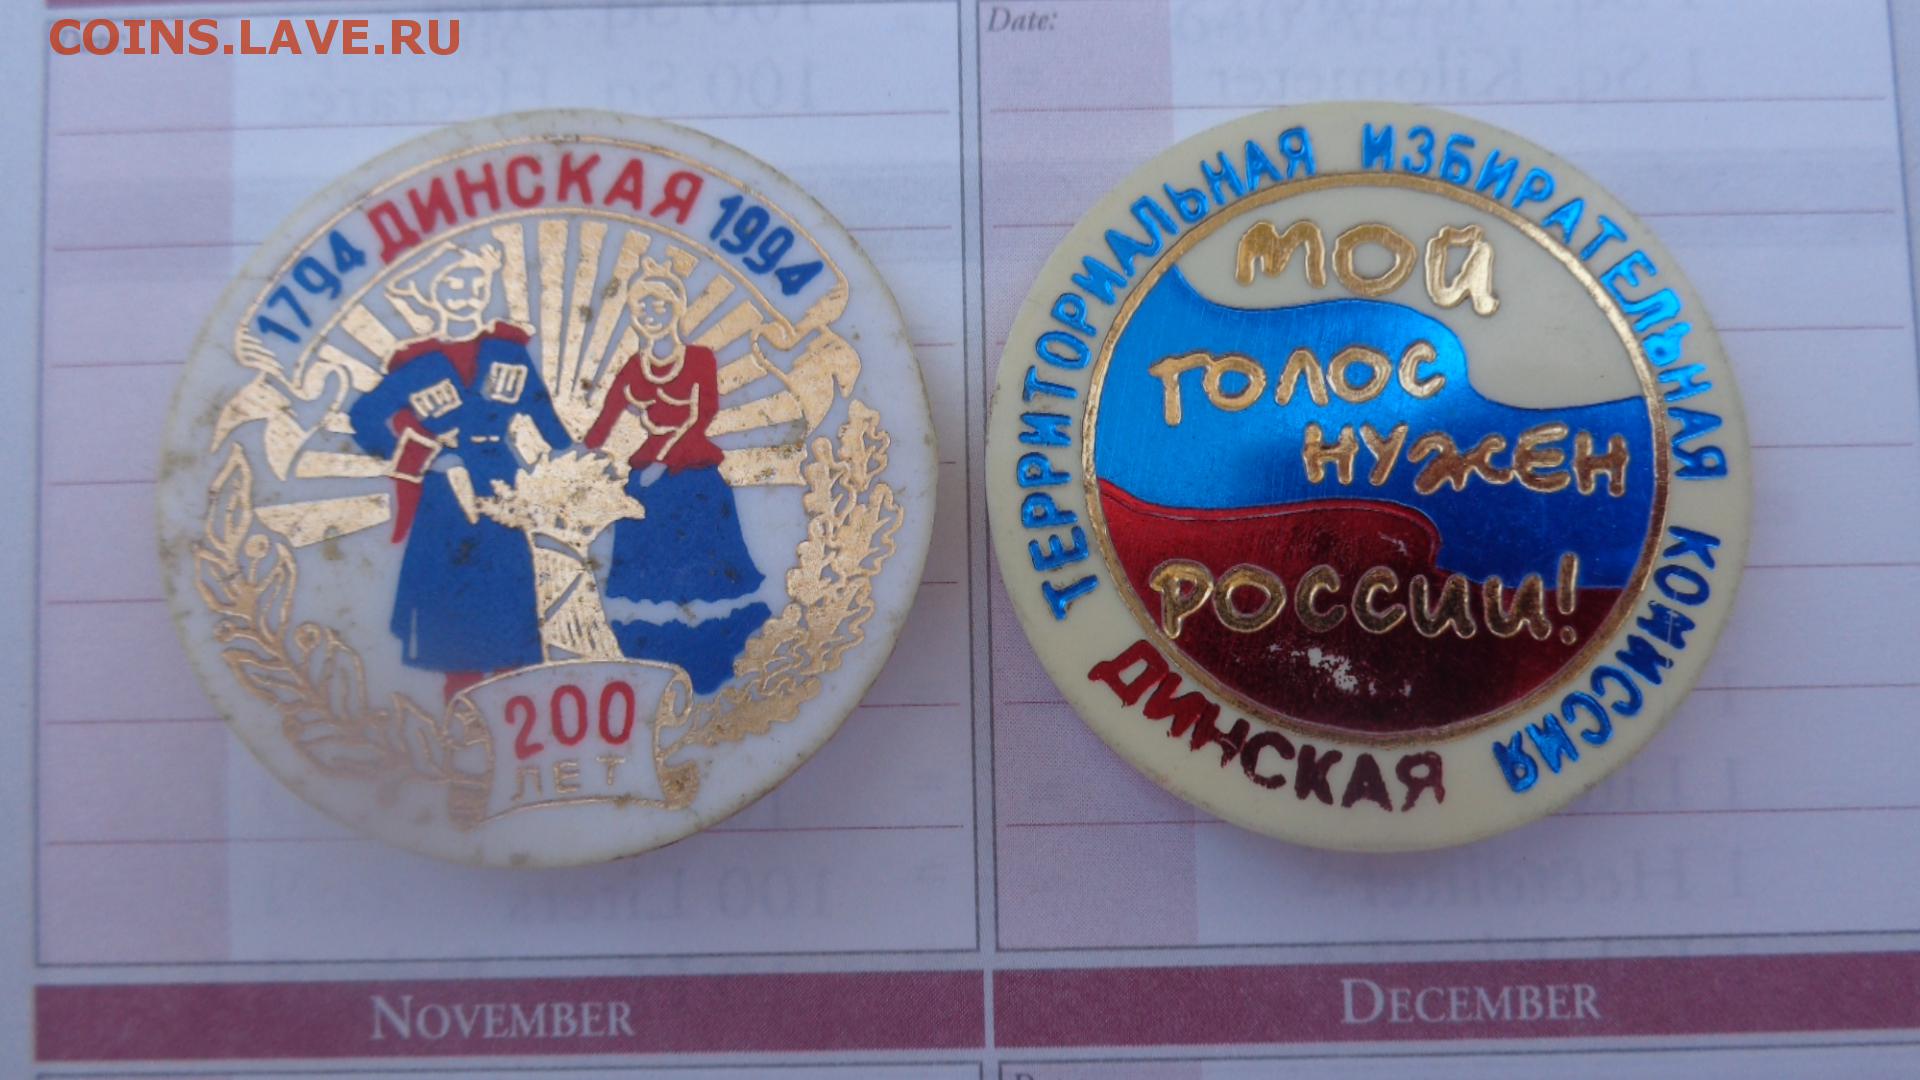 COINS.LAVE.RU
Date:
1794 ДИНСКАЯ 1994
200
ЛЕТ
ТЕРРИТОРИАЛЬНАЯ ИЗБИРАТЕЛЬНАЯ КОМИССИЯ
ДИНСКАЯ
МОЙ
ГОЛОС
НУЖЕН
РОССИИ!
NOVEMBER
DECEMBER